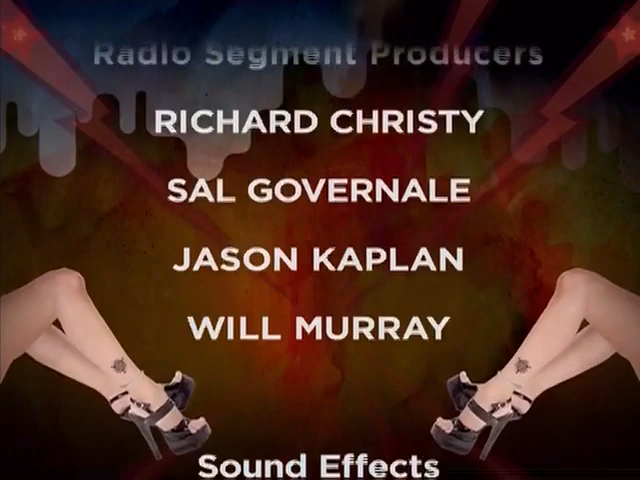 Radio Segment Producers
RICHARD CHRISTY
SAL GOVERNALE
JASON KAPLAN
WILL MURRAY
Sound Effects